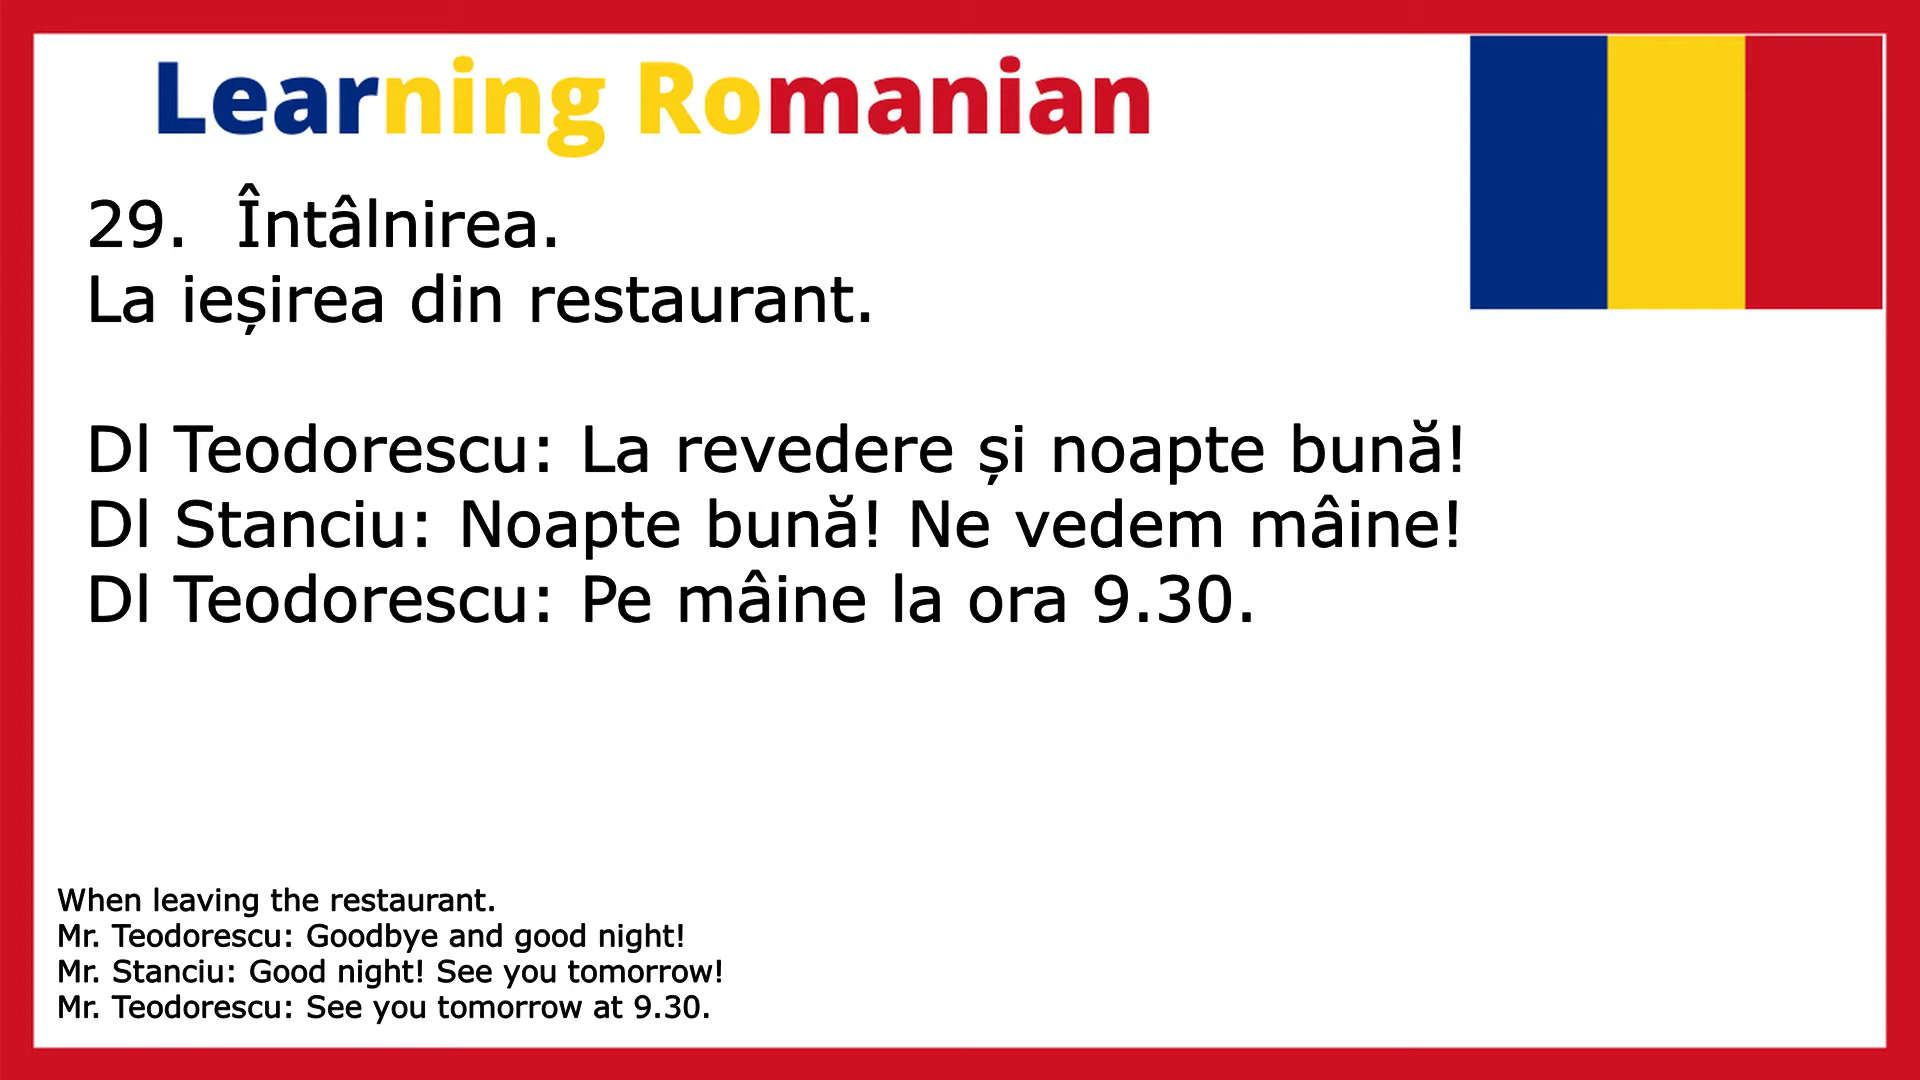 Learning Romanian
29. Întâlnirea.
La ieșirea din restaurant.
Dl Teodorescu: La revedere și noapte bună!
Dl Stanciu: Noapte bună! Ne vedem mâine!
Dl Teodorescu: Pe mâine la ora 9.30.
When leaving the restaurant.
Mr. Teodorescu: Goodbye and good night!
Mr. Stanciu: Good night! See you tomorrow!
Mr. Teodorescu: See you tomorrow at 9.30.